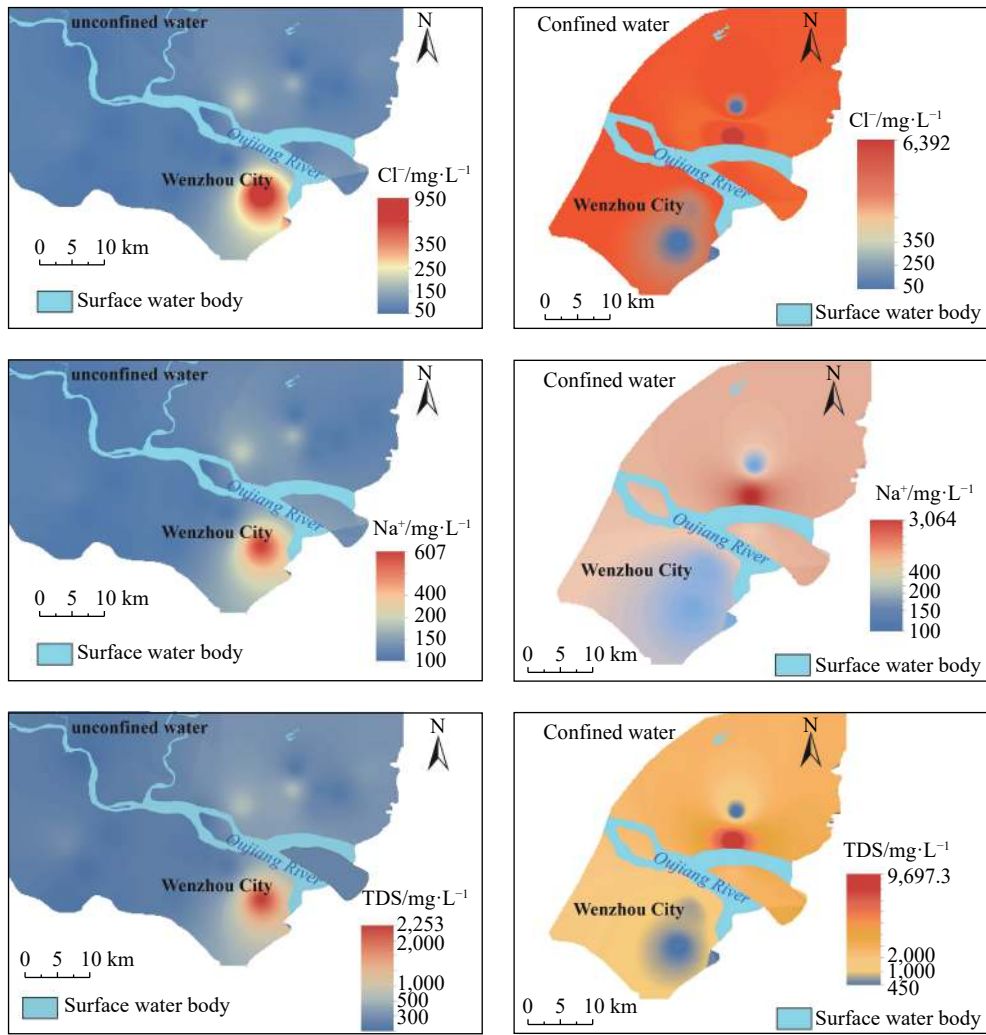 unconfined water
N
Oujiang River
Wenzhou City
Cl⁻/mg·L⁻¹
950
350
250
150
50
0 5 10 km
Surface water body
Confined water
N
Cl⁻/mg·L⁻¹
6,392
350
250
50
Oujiang River
Wenzhou City
0 5 10 km
Surface water body
unconfined water
N
Oujiang River
Wenzhou City
Na⁺/mg·L⁻¹
607
400
200
150
100
0 5 10 km
Surface water body
Confined water
N
Na⁺/mg·L⁻¹
3,064
400
200
150
100
Oujiang River
Wenzhou City
0 5 10 km
Surface water body
unconfined water
N
Oujiang River
Wenzhou City
TDS/mg·L⁻¹
2,253
2,000
1,000
500
300
0 5 10 km
Surface water body
Confined water
N
TDS/mg·L⁻¹
9,697.3
2,000
1,000
450
Oujiang River
Wenzhou City
0 5 10 km
Surface water body